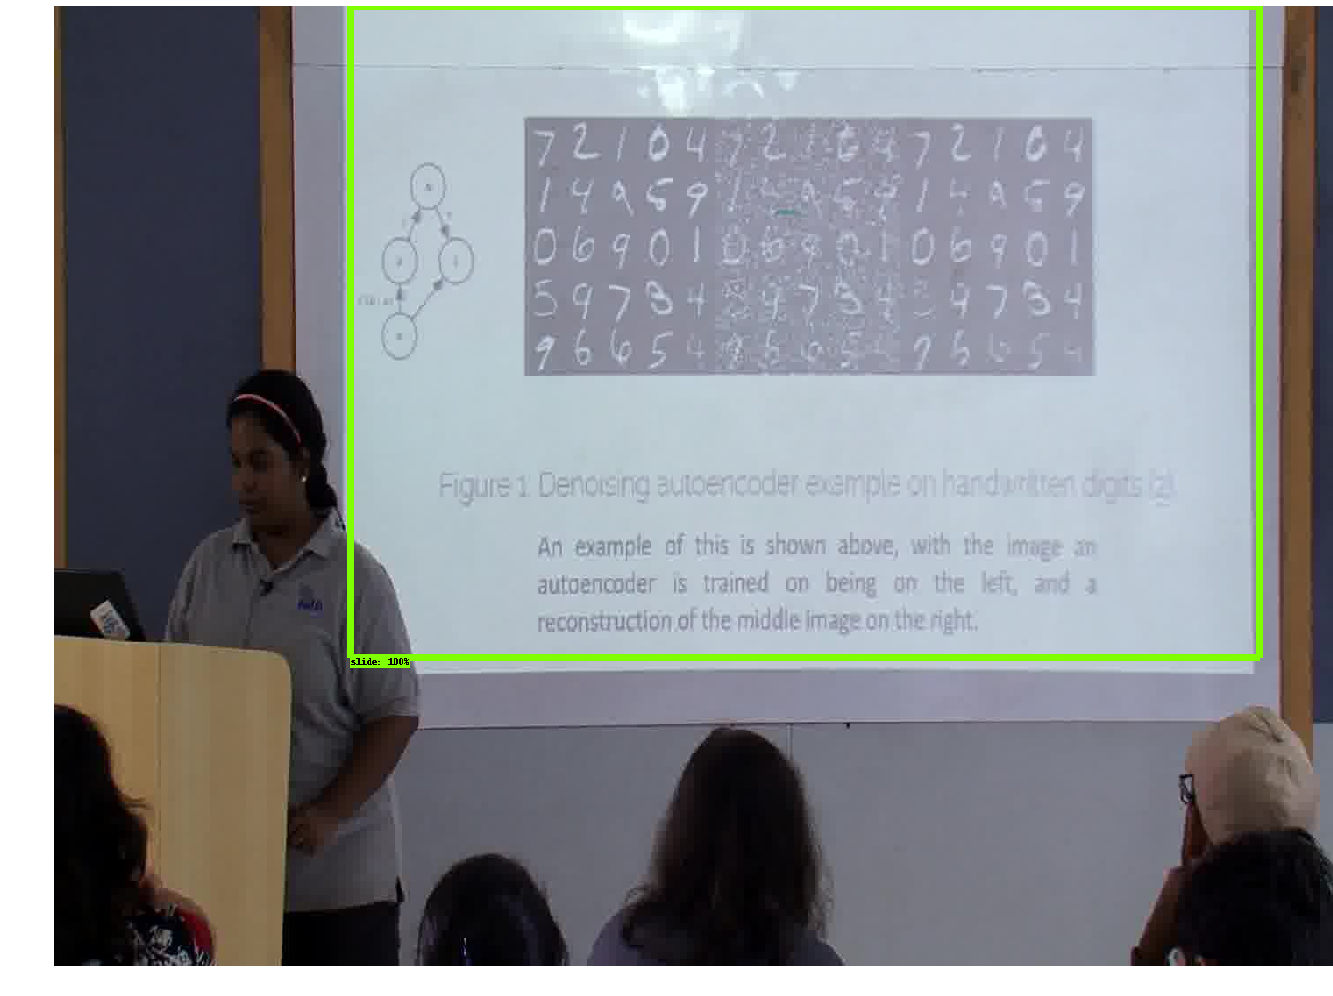 7 2 1 0 4 7 2 1 0 4 7 2 1 0 4
1 4 9 5 9 1 4 9 5 9 1 4 9 5 9
0 6 9 0 1 0 6 9 0 1 0 6 9 0 1
5 9 7 3 4 9 7 3 4 4 7 3 4
9 6 6 5 4 6 5 4 9 6 6 5 4
Figure 1: Denoising autoencoder example on handwritten digits (2).
An example of this is shown above, with the image an
autoencoder is trained on being on the left, and a
reconstruction of the middle image on the right.
slide: 100%